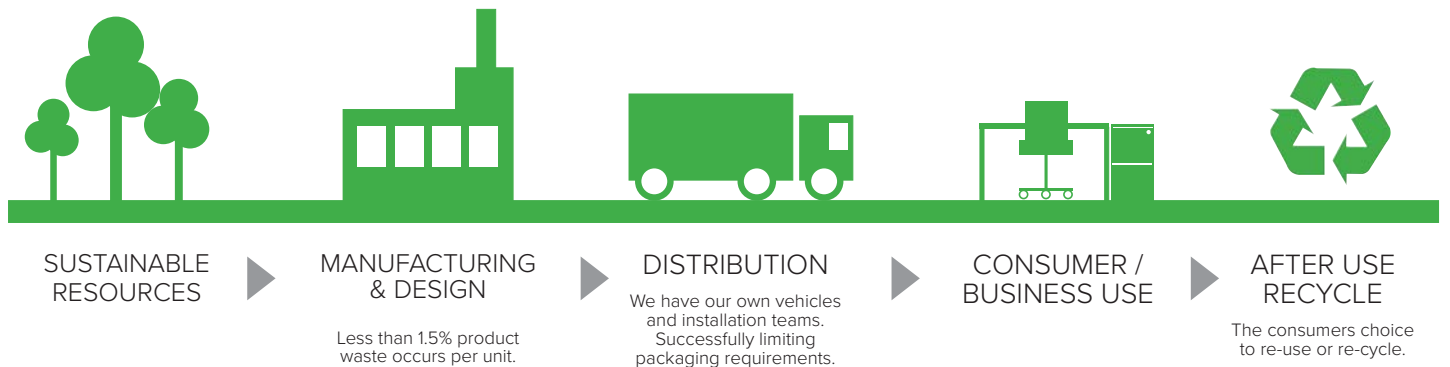 SUSTAINABLE
RESOURCES
MANUFACTURING
& DESIGN
Less than 1.5% product
waste occurs per unit.
DISTRIBUTION
We have our own vehicles
and installation teams.
Successfully limiting
packaging requirements.
CONSUMER /
BUSINESS USE
AFTER USE
RECYCLE
The consumers choice
to re-use or re-cycle.